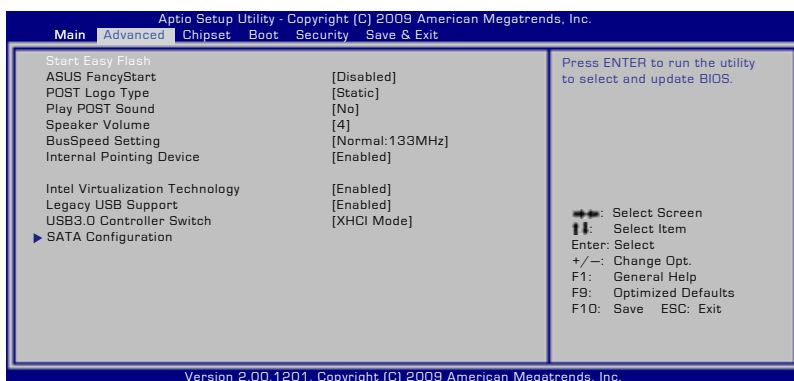 Aptio Setup Utility - Copyright (C) 2009 American Megatrends, Inc.
Main Advanced Chipset Boot Security Save & Exit
Start Easy Flash
ASUS FancyStart [Disabled]
POST Logo Type [Static]
Play POST Sound [No]
Speaker Volume [4]
BusSpeed Setting [Normal:133MHz]
Internal Pointing Device [Enabled]
Intel Virtualization Technology [Enabled]
Legacy USB Support [Enabled]
USB3.0 Controller Switch [XHCI Mode]
SATA Configuration
Press ENTER to run the utility
to select and update BIOS.
: Select Screen
: Select Item
Enter: Select
+/—: Change Opt.
F1: General Help
F9: Optimized Defaults
F10: Save ESC: Exit
Version 2.00.1201. Copyright (C) 2009 American Megatrends, Inc.